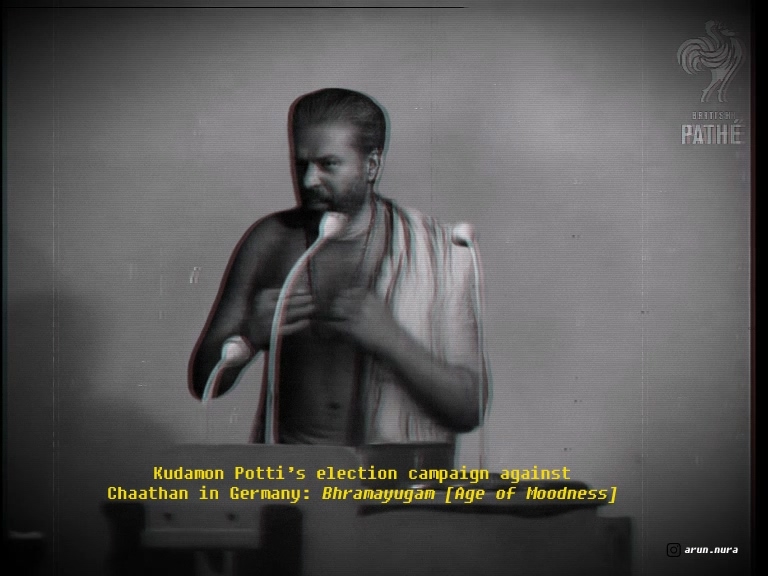 BRITISH
PATHÉ
Kudamon Potti's election campaign against
Chaathan in Germany: Bhramayugam [Age of Moodness]
arun.nura